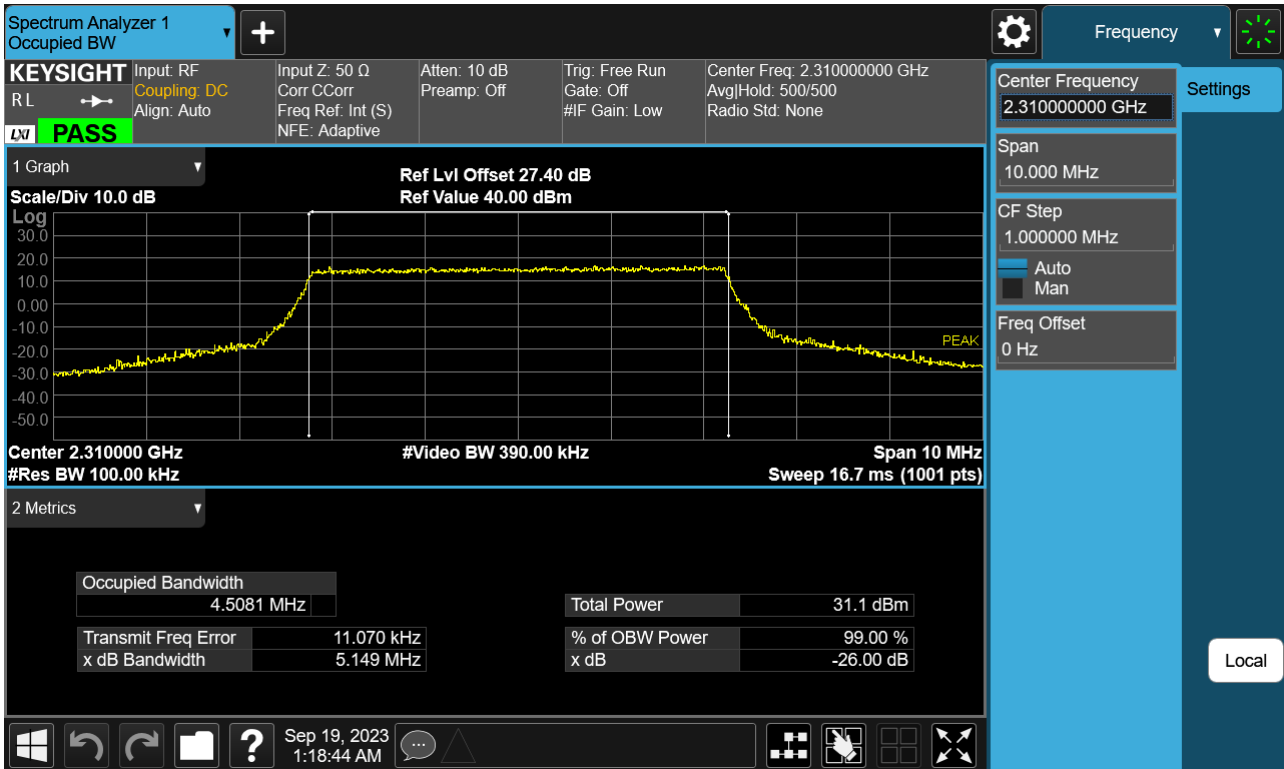 Spectrum Analyzer 1
Occupied BW
▼
+
Frequency
▼
KEYSIGHT
R L
LXI
PASS
Input: RF
Coupling: DC
Align: Auto
Input Z: 50 Ω
Corr CCorr
Freq Ref: Int (S)
NFE: Adaptive
Atten: 10 dB
Preamp: Off
Trig: Free Run
Gate: Off
#IF Gain: Low
Center Freq: 2.310000000 GHz
Avg|Hold: 500/500
Radio Std: None
Center Frequency
2.310000000 GHz
Settings
Span
10.000 MHz
CF Step
1.000000 MHz
Auto
Man
Freq Offset
0 Hz
Local
1 Graph
▼
Scale/Div 10.0 dB
Ref Lvl Offset 27.40 dB
Ref Value 40.00 dBm
Log
30.0
20.0
10.0
0.00
-10.0
-20.0
-30.0
-40.0
-50.0
PEAK
Center 2.310000 GHz
#Video BW 390.00 kHz
Span 10 MHz
#Res BW 100.00 kHz
Sweep 16.7 ms (1001 pts)
2 Metrics
▼
Occupied Bandwidth
4.5081 MHz
Total Power 31.1 dBm
Transmit Freq Error 11.070 kHz
% of OBW Power 99.00 %
x dB Bandwidth 5.149 MHz
x dB -26.00 dB
?
Sep 19, 2023
1:18:44 AM